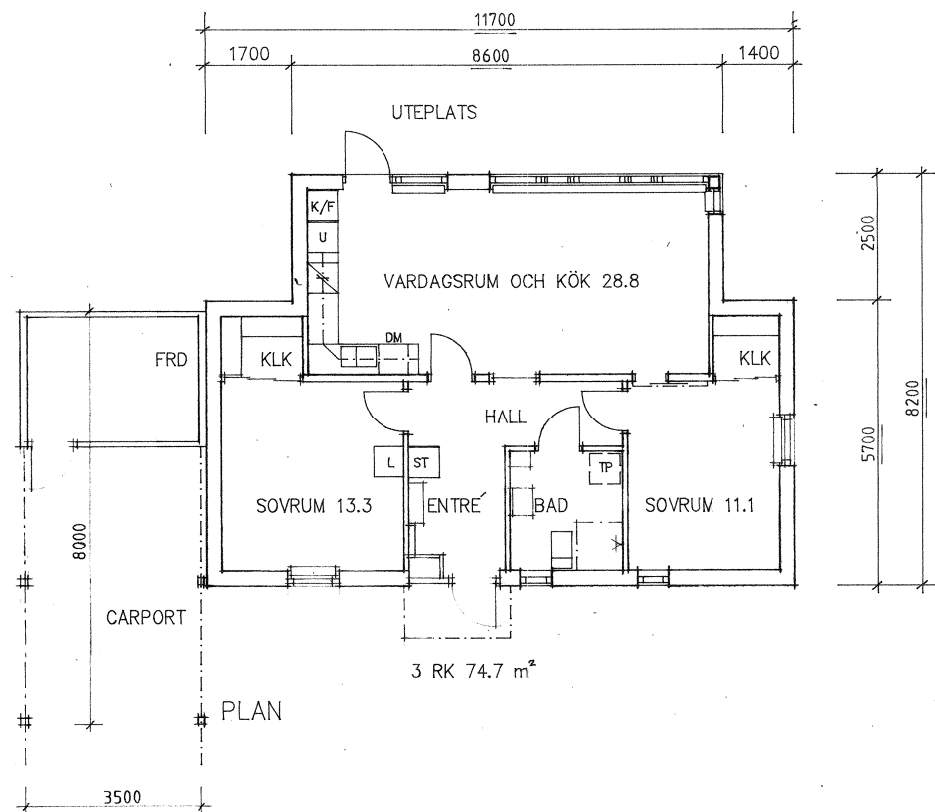 11700
1700 8600 1400
UTEPLATS
K/F
U
2500
VARDAGSRUM OCH KÖK 28.8
DM
FRD KLK KLK
8200
HALL
5700
L ST TP
SOVRUM 13.3 ENTRÉ BAD SOVRUM 11.1
8000
CARPORT
3 RK 74.7 m²
PLAN
3500